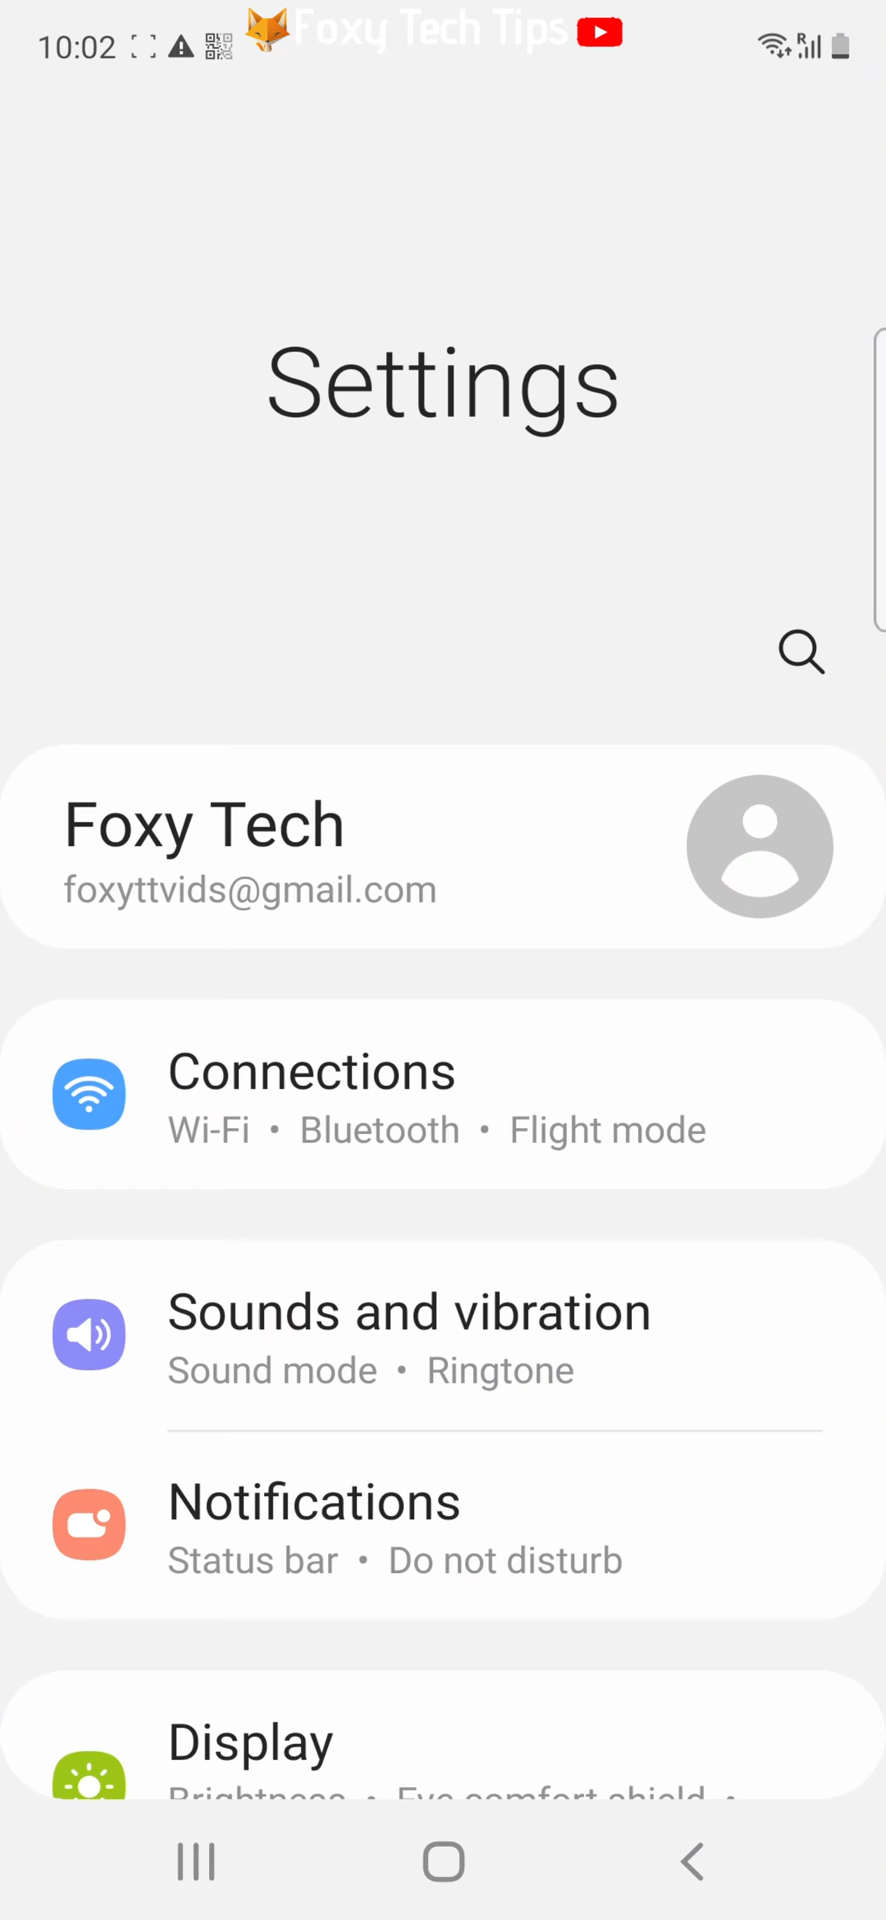 10:02 Foxy Tech Tips R
Settings
Foxy Tech
foxyttvids@gmail.com
Connections
Wi-Fi • Bluetooth • Flight mode
Sounds and vibration
Sound mode • Ringtone
Notifications
Status bar • Do not disturb
Display
Brightness • Eye comfort shield •